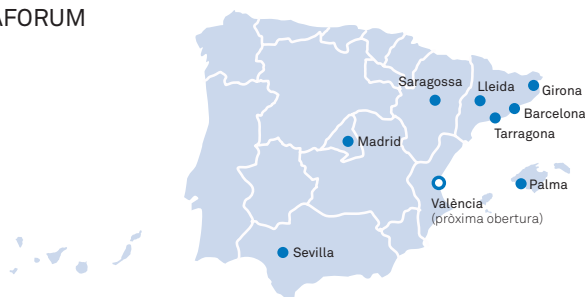 AFORUM
Saragossa
Lleida
Girona
Barcelona
Tarragona
Madrid
Palma
València
(pròxima obertura)
Sevilla